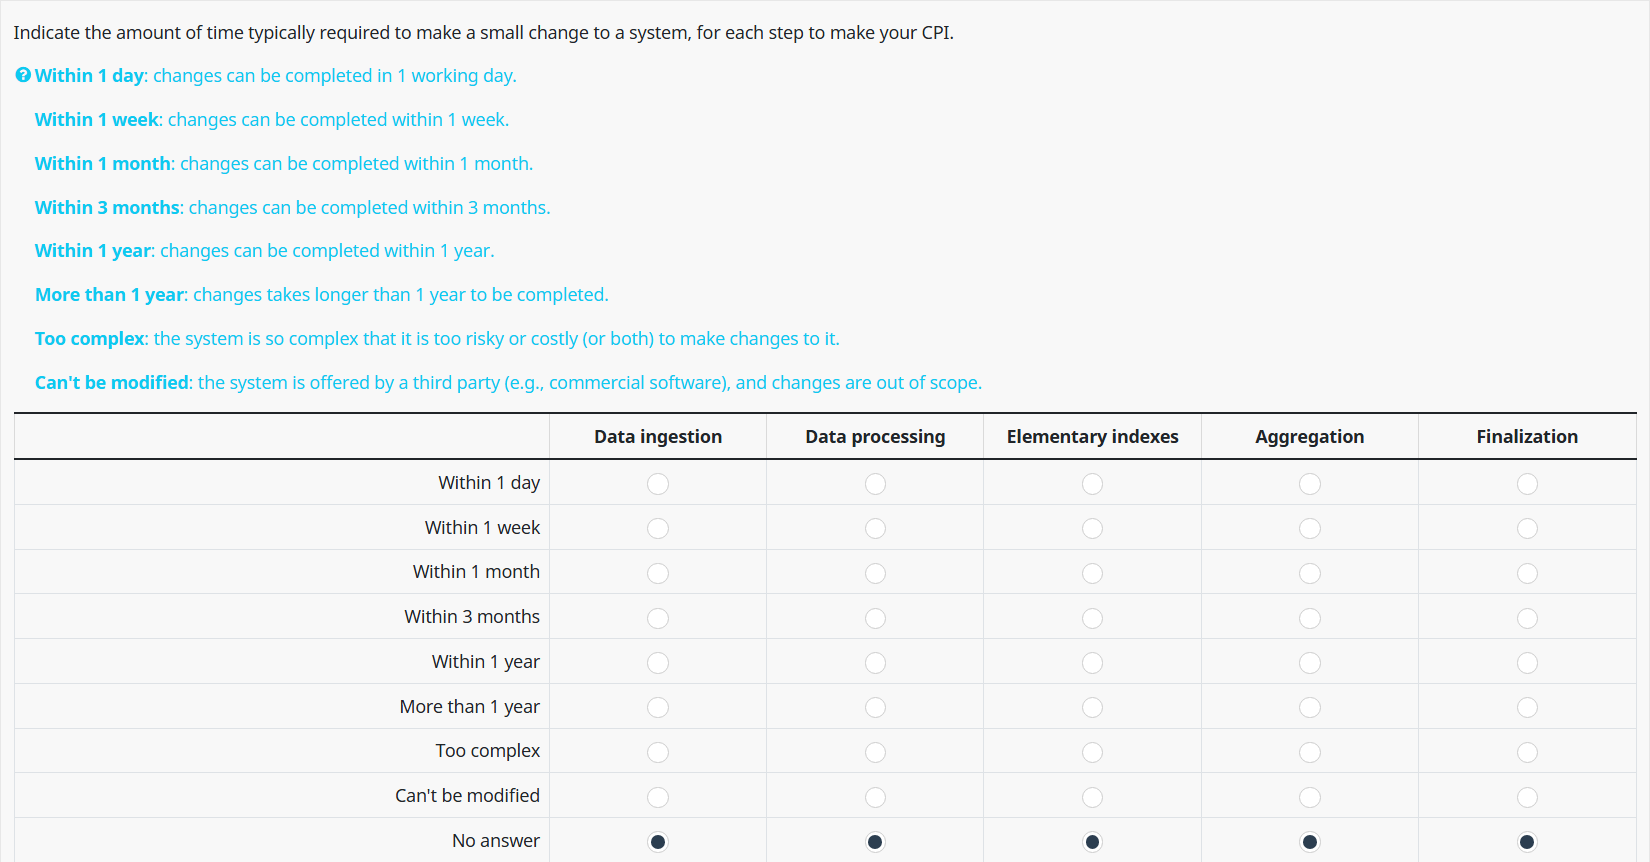 Indicate the amount of time typically required to make a small change to a system, for each step to make your CPI.
Within 1 day: changes can be completed in 1 working day.
Within 1 week: changes can be completed within 1 week.
Within 1 month: changes can be completed within 1 month.
Within 3 months: changes can be completed within 3 months.
Within 1 year: changes can be completed within 1 year.
More than 1 year: changes takes longer than 1 year to be completed.
Too complex: the system is so complex that it is too risky or costly (or both) to make changes to it.
Can't be modified: the system is offered by a third party (e.g., commercial software), and changes are out of scope.
Data ingestion Data processing Elementary indexes Aggregation Finalization
Within 1 day
Within 1 week
Within 1 month
Within 3 months
Within 1 year
More than 1 year
Too complex
Can't be modified
No answer